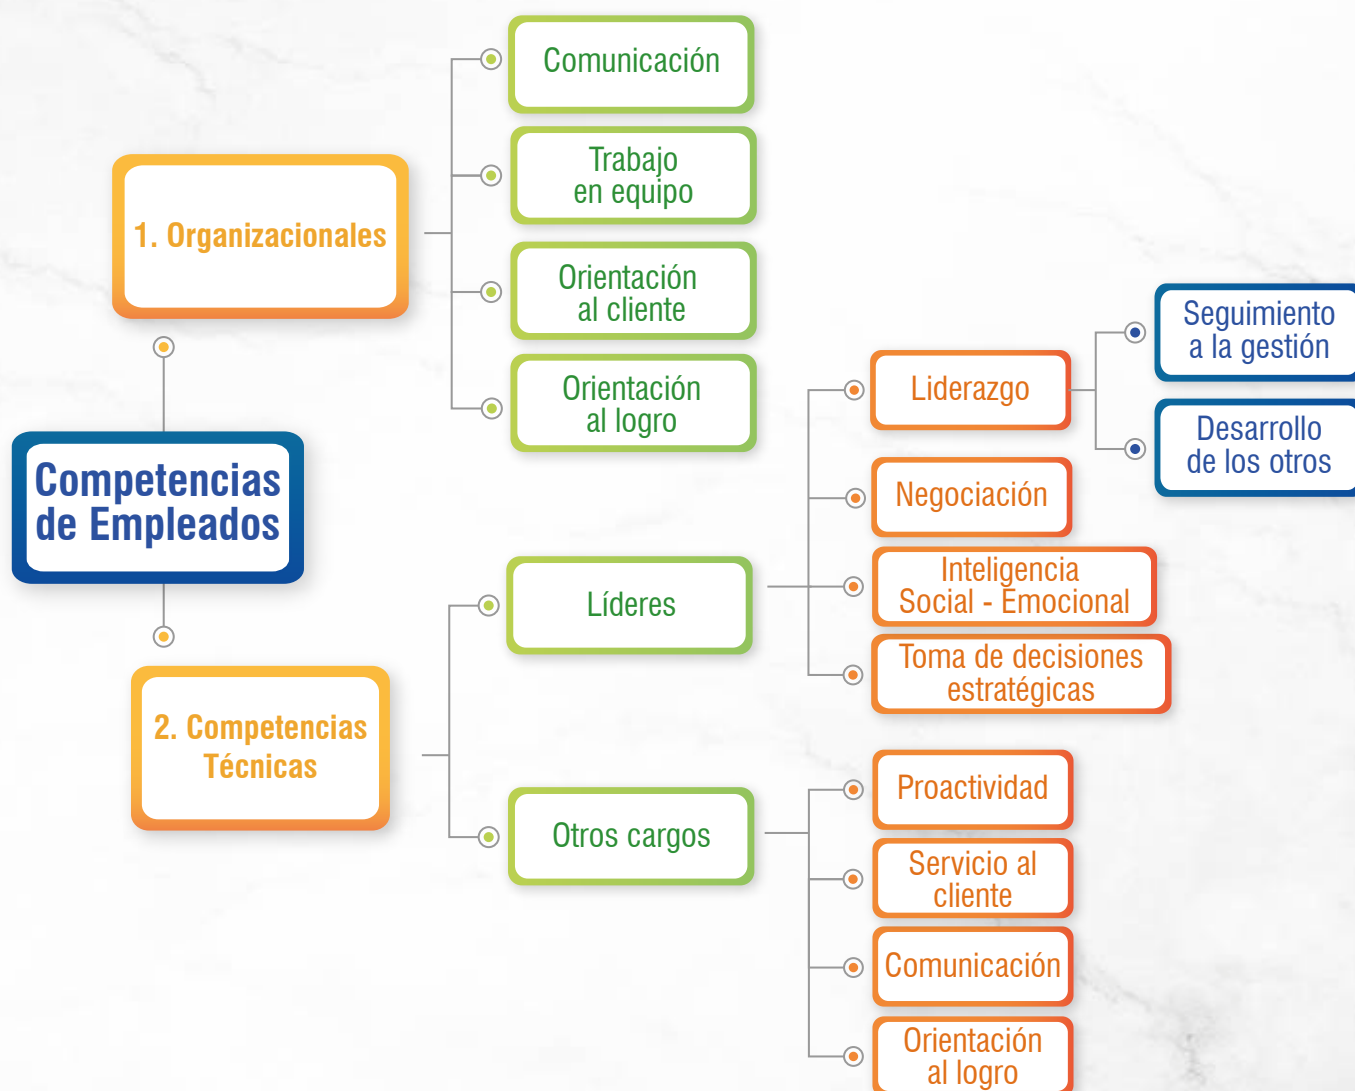 Competencias
de Empleados
1. Organizacionales
Comunicación
Trabajo
en equipo
Orientación
al cliente
Orientación
al logro
2. Competencias
Técnicas
Líderes
Liderazgo
Seguimiento
a la gestión
Desarrollo
de los otros
Negociación
Inteligencia
Social - Emocional
Toma de decisiones
estratégicas
Otros cargos
Proactividad
Servicio al
cliente
Comunicación
Orientación
al logro